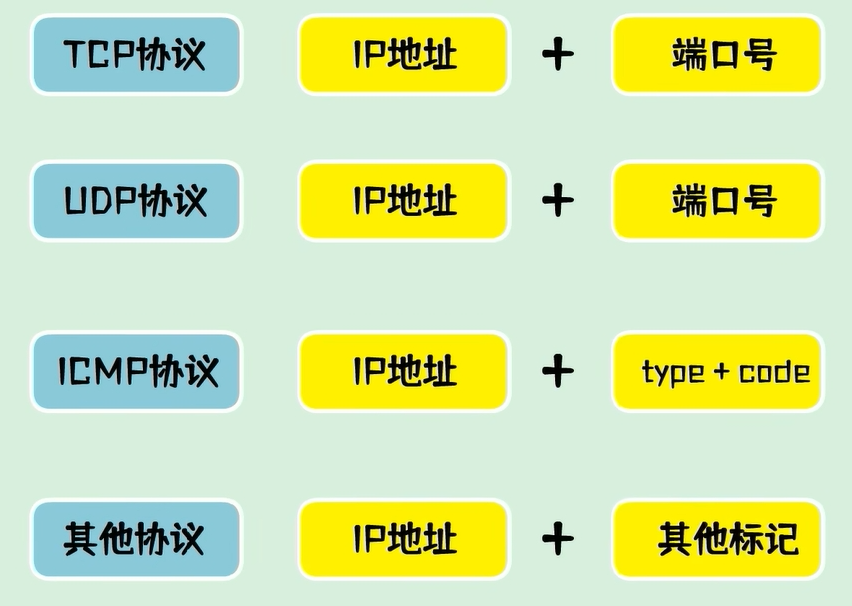 TCP协议 IP地址 + 端口号
UDP协议 IP地址 + 端口号
ICMP协议 IP地址 + type + code
其他协议 IP地址 + 其他标记